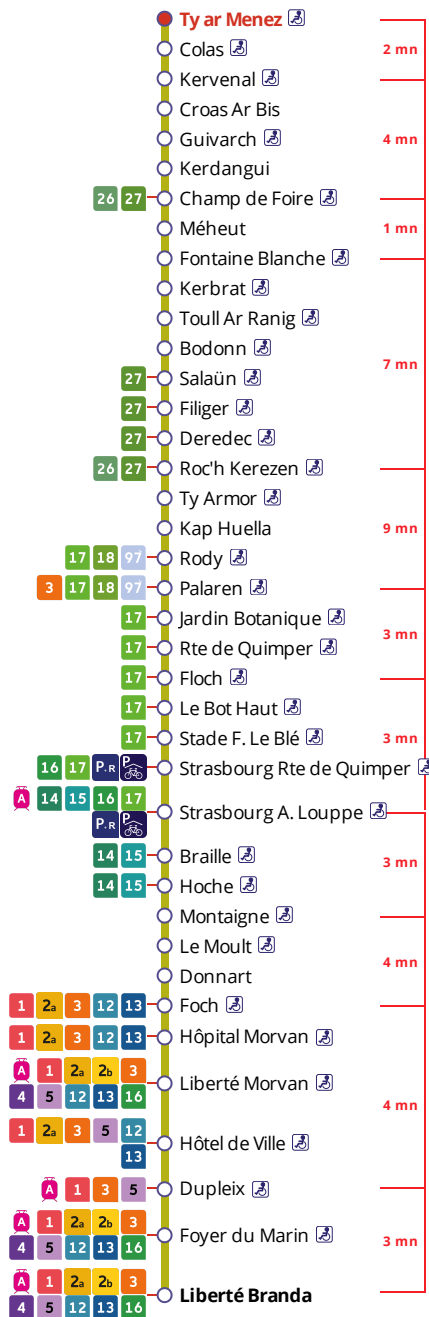 Ty ar Menez
Colas
2 mn
Kervenal
Croas Ar Bis
Guivarch
4 mn
Kerdangui
26 27 Champ de Foire
Méheut
1 mn
Fontaine Blanche
Kerbrat
Toull Ar Ranig
Bodonn
7 mn
27 Salaün
27 Filiger
27 Deredec
26 27 Roc'h Kerezen
Ty Armor
Kap Huella
9 mn
17 18 97 Rody
3 17 18 97 Palaren
17 Jardin Botanique
17 Rte de Quimper
3 mn
17 Floch
17 Le Bot Haut
17 Stade F. Le Blé
3 mn
16 17 P+R P Strasbourg Rte de Quimper
A 14 15 16 17
P+R P
Strasbourg A. Louppe
14 15 Braille
3 mn
14 15 Hoche
Montaigne
Le Moult
4 mn
Donnart
1 2a 3 12 13 Foch
1 2a 3 12 13 Hôpital Morvan
A 1 2a 2b 3
4 5 12 13 16
Liberté Morvan
4 mn
1 2a 3 5 12
13
Hôtel de Ville
A 1 3 5 Dupleix
A 1 2a 2b 3
4 5 12 13 16
Foyer du Marin
3 mn
A 1 2a 2b 3
4 5 12 13 16
Liberté Branda